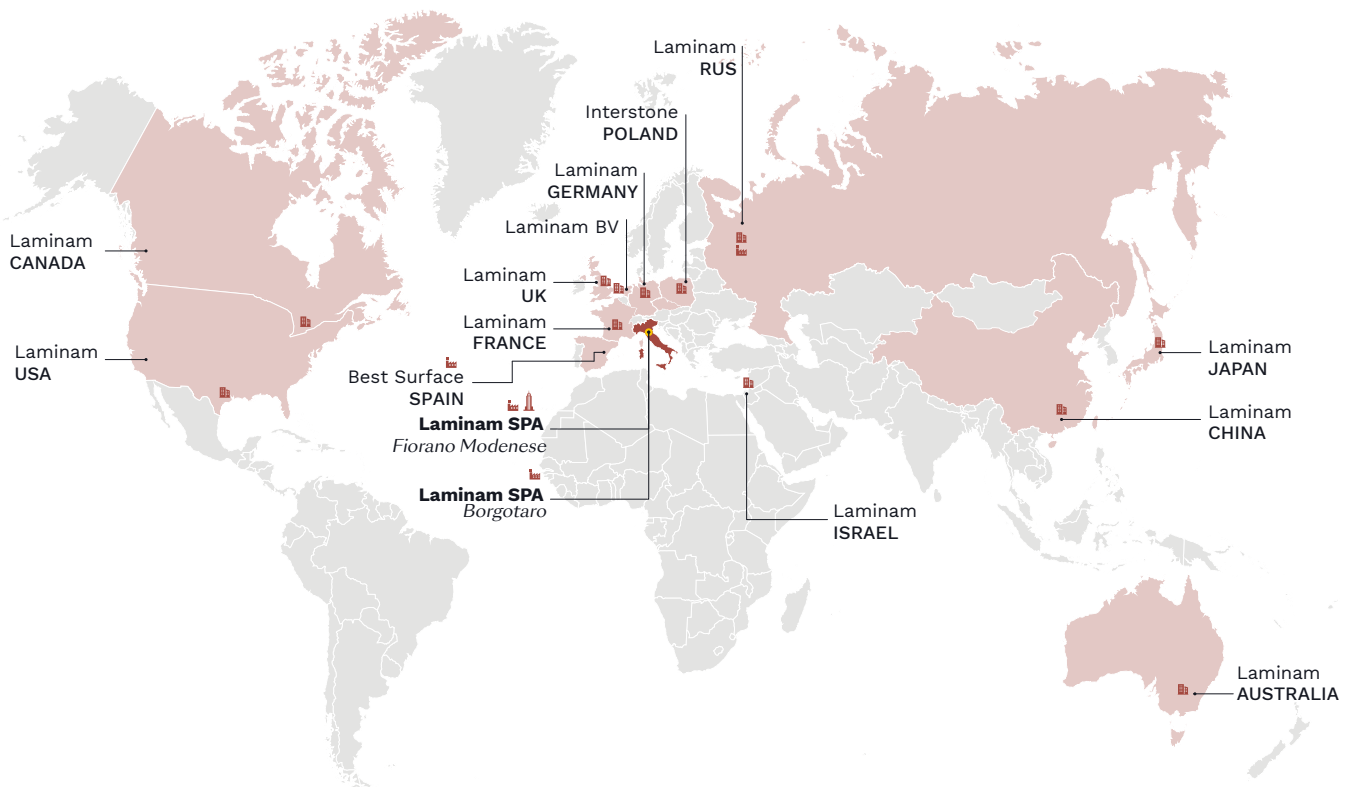 Laminam
RUS
Interstone
POLAND
Laminam
GERMANY
Laminam BV
Laminam
CANADA
Laminam
UK
Laminam
FRANCE
Laminam
USA
Best Surface
SPAIN
Laminam SPA
Fiorano Modenese
Laminam SPA
Borgotaro
Laminam
JAPAN
Laminam
CHINA
Laminam
ISRAEL
Laminam
AUSTRALIA